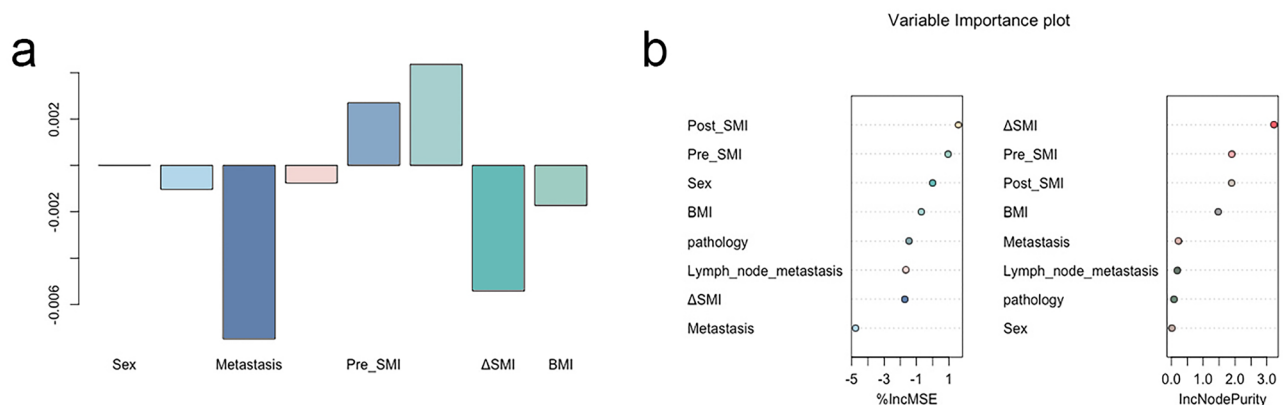 a
0.002
-0.002
-0.006
Sex
Metastasis
Pre_SMI
ΔSMI
BMI
b
Variable Importance plot
Post_SMI
Pre_SMI
Sex
BMI
pathology
Lymph_node_metastasis
ΔSMI
Metastasis
-5
-3
-1
1
%IncMSE
ΔSMI
Pre_SMI
Post_SMI
BMI
Metastasis
Lymph_node_metastasis
pathology
Sex
0.0
1.0
2.0
3.0
IncNodePurity